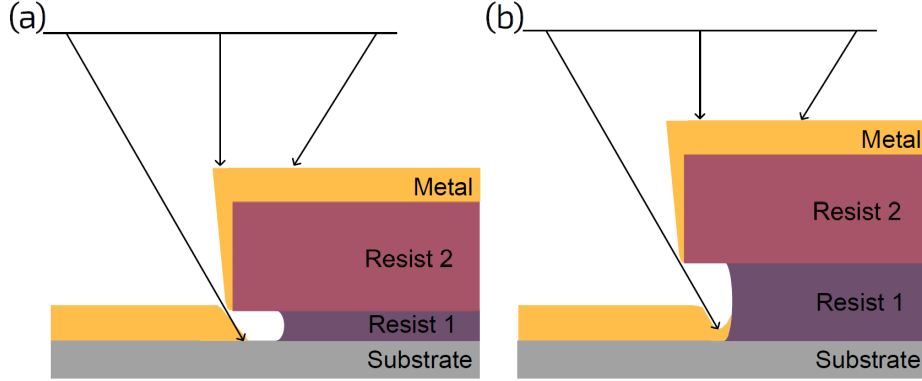 (a)
Metal
Resist 2
Resist 1
Substrate
(b)
Metal
Resist 2
Resist 1
Substrate